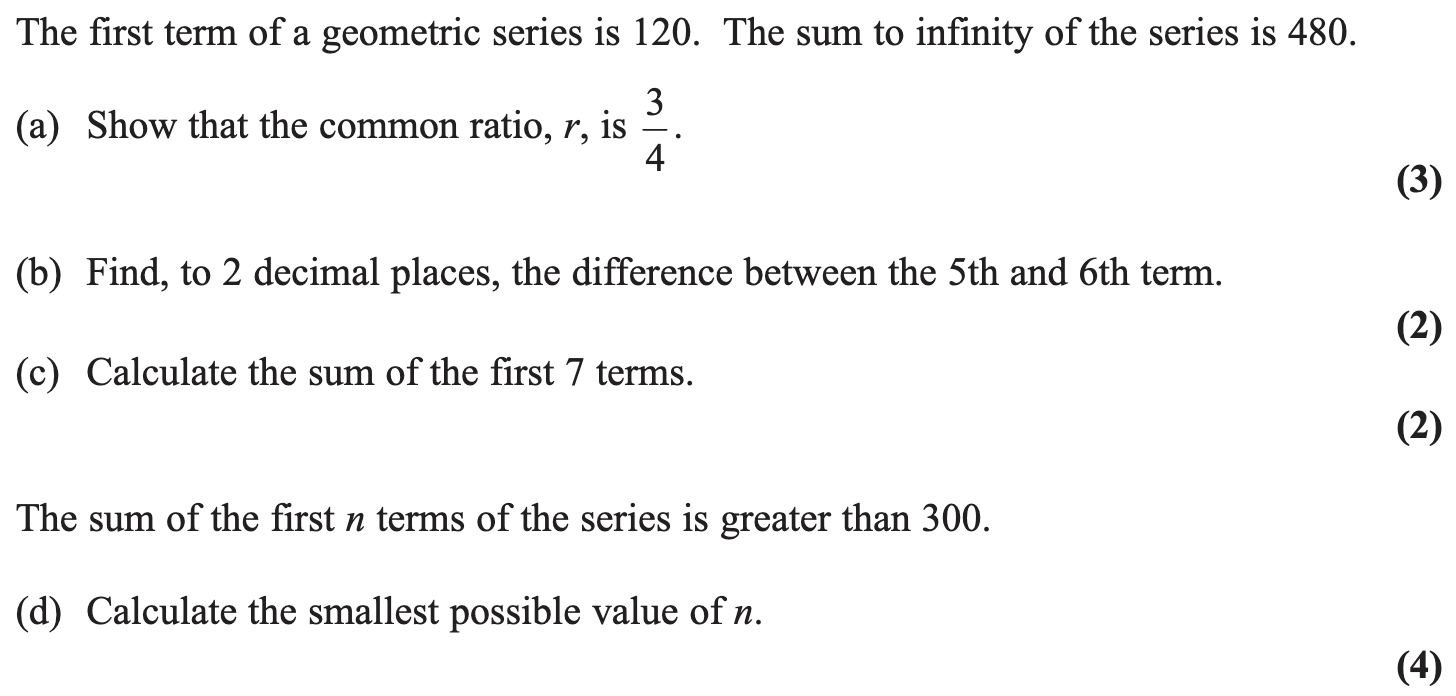 The first term of a geometric series is 120. The sum to infinity of the series is 480.
(a) Show that the common ratio, r, is 3/4.
(3)
(b) Find, to 2 decimal places, the difference between the 5th and 6th term.
(2)
(c) Calculate the sum of the first 7 terms.
(2)
The sum of the first n terms of the series is greater than 300.
(d) Calculate the smallest possible value of n.
(4)